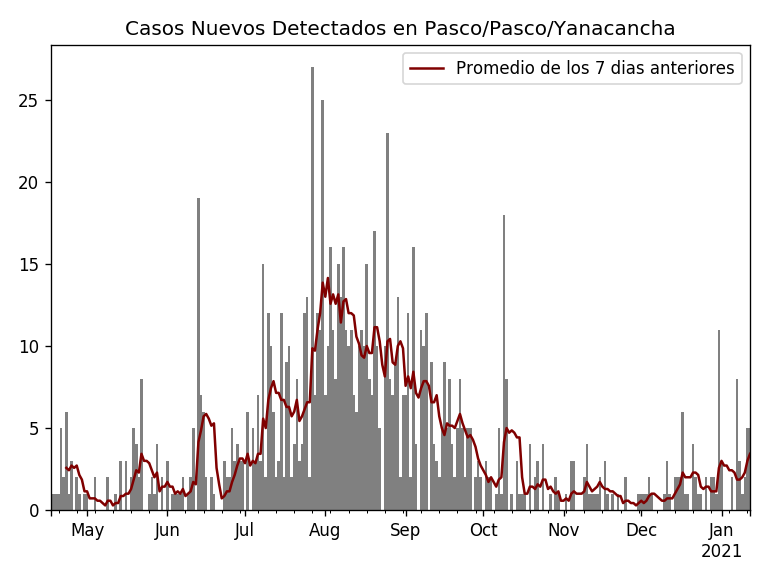 Casos Nuevos Detectados en Pasco/Pasco/Yanacancha
Promedio de los 7 dias anteriores
25
20
15
10
5
0
May Jun Jul Aug Sep Oct Nov Dec Jan
2021